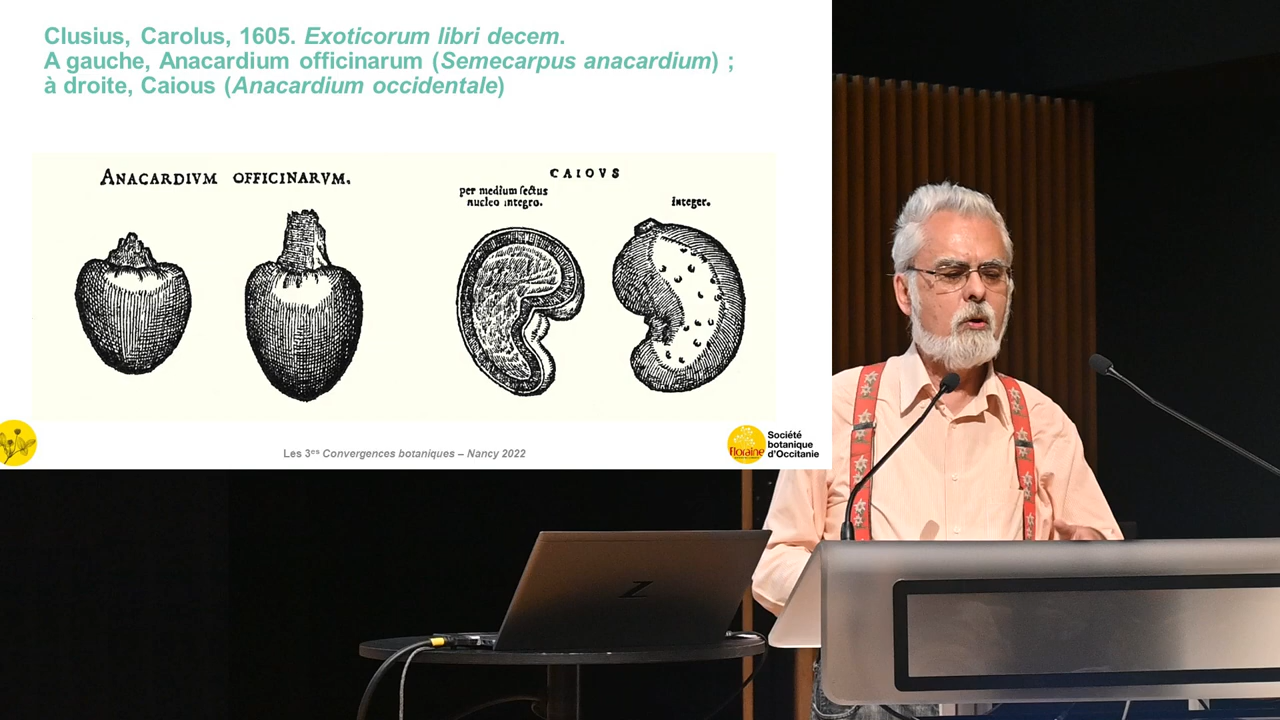 Clusius, Carolus, 1605. Exoticorum libri decem.
A gauche, Anacardium officinarum (Semecarpus anacardium) ;
à droite, Caious (Anacardium occidentale)
ANACARDIVM OFFICINARVM.
CAIOVS
per medium ſectus
nucleo integro.
Integer.
Les 3es Convergences botaniques – Nancy 2022
Floraine
Société
botanique
d'Occitanie